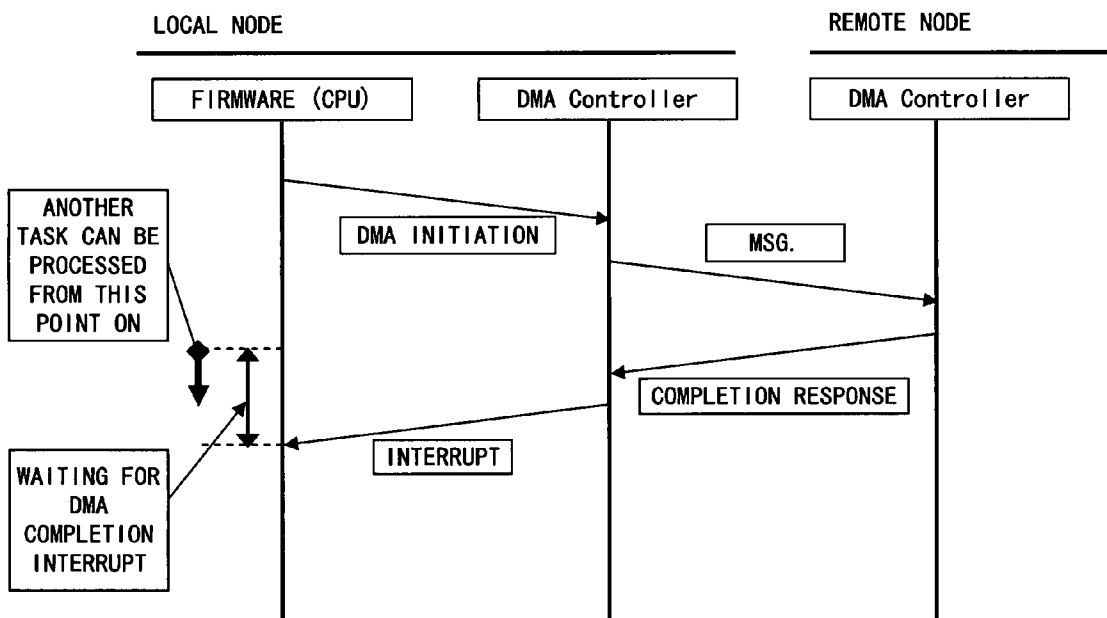 LOCAL NODE
REMOTE NODE
FIRMWARE (CPU)
DMA Controller
DMA Controller
ANOTHER
TASK CAN BE
PROCESSED
FROM THIS
POINT ON
DMA INITIATION
MSG.
COMPLETION RESPONSE
INTERRUPT
WAITING FOR
DMA
COMPLETION
INTERRUPT